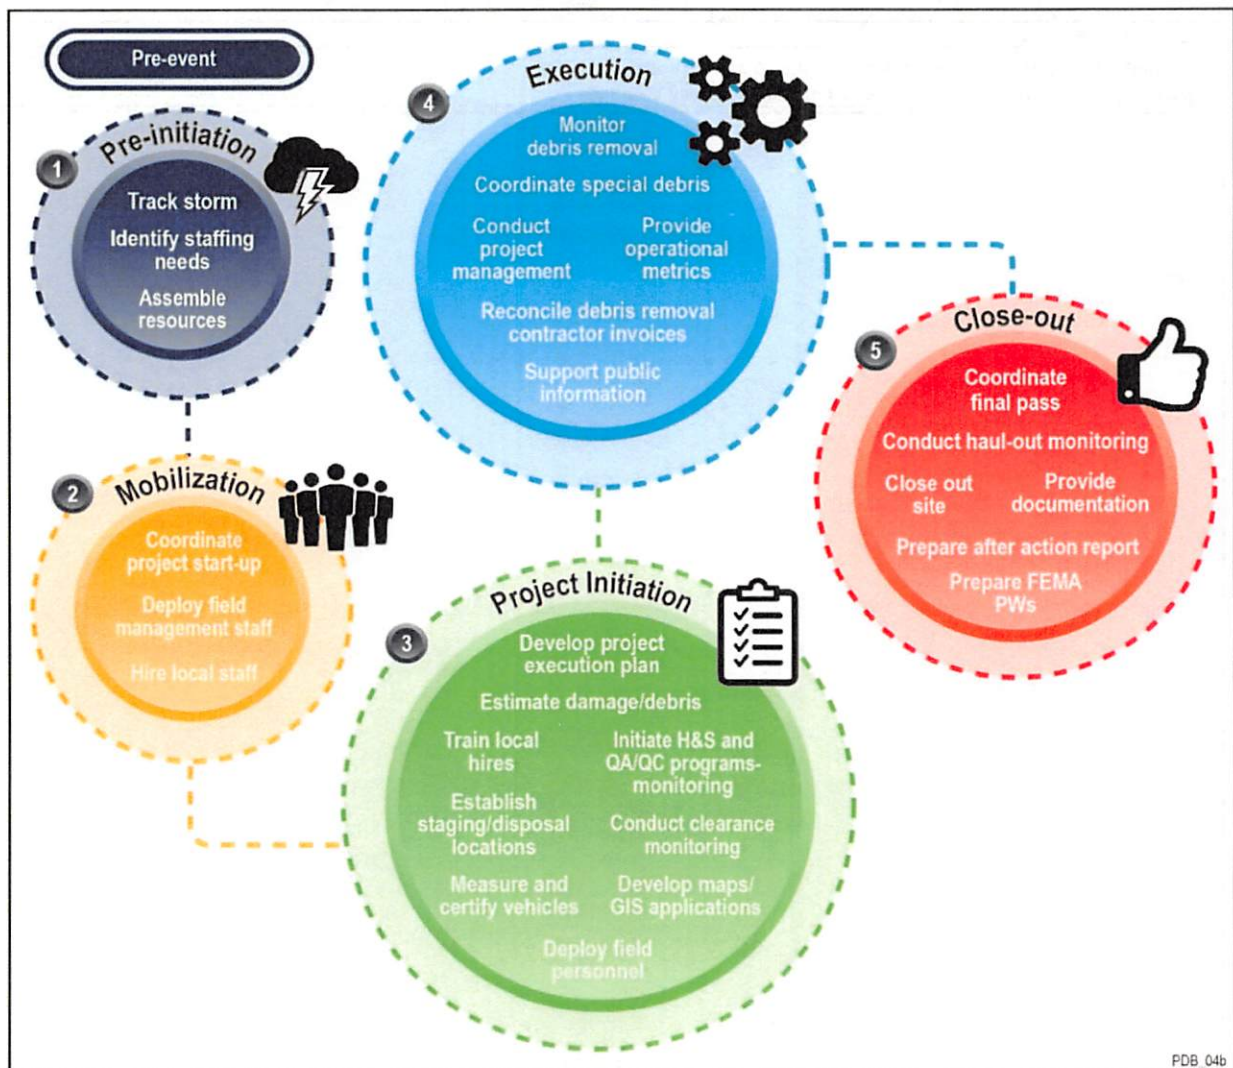 Pre-event
1
Pre-initiation
Track storm
Identify staffing
needs
Assemble
resources
2
Mobilization
Coordinate
project start-up
Deploy field
management staff
Hire local staff
3
Project Initiation
Develop project
execution plan
Estimate damage/debris
Train local
hires
Initiate H&S and
QA/QC programs-
monitoring
Establish
staging/disposal
locations
Conduct clearance
monitoring
Measure and
certify vehicles
Develop maps/
GIS applications
Deploy field
personnel
4
Execution
Monitor
debris removal
Coordinate special debris
Conduct
project
management
Provide
operational
metrics
Reconcile debris removal
contractor invoices
Support public
information
5
Close-out
Coordinate
final pass
Conduct haul-out monitoring
Close out
site
Provide
documentation
Prepare after action report
Prepare FEMA
PWs
PDB_04b